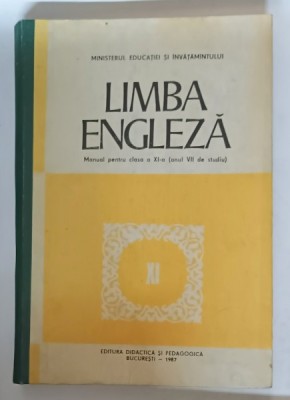 MINISTERUL EDUCAȚIEI ȘI ÎNVĂȚĂMÎNTULUI
LIMBA
ENGLEZĂ
Manual pentru clasa a XI-a (anul VII de studiu)
XI
EDITURA DIDACTICĂ ȘI PEDAGOGICĂ
BUCUREȘTI – 1987